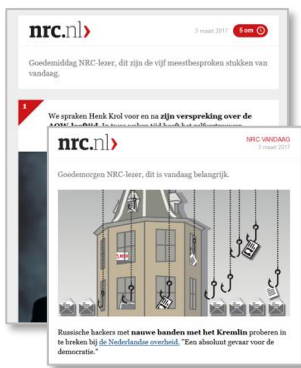 nrc.nl>
3 maart 2017
5 om 5
Goedemiddag NRC-lezer, dit zijn de vijf meestbesproken stukken van
vandaag.
1
We spraken Henk Krol voor en na zijn verspreking over de
nrc.nl>
NRC VANDAAG
3 maart 2017
Goedemorgen NRC-lezer, dit is vandaag belangrijk.
Russische hackers met nauwe banden met het Kremlin proberen in
te breken bij de Nederlandse overheid. "Een absoluut gevaar voor de
democratie."